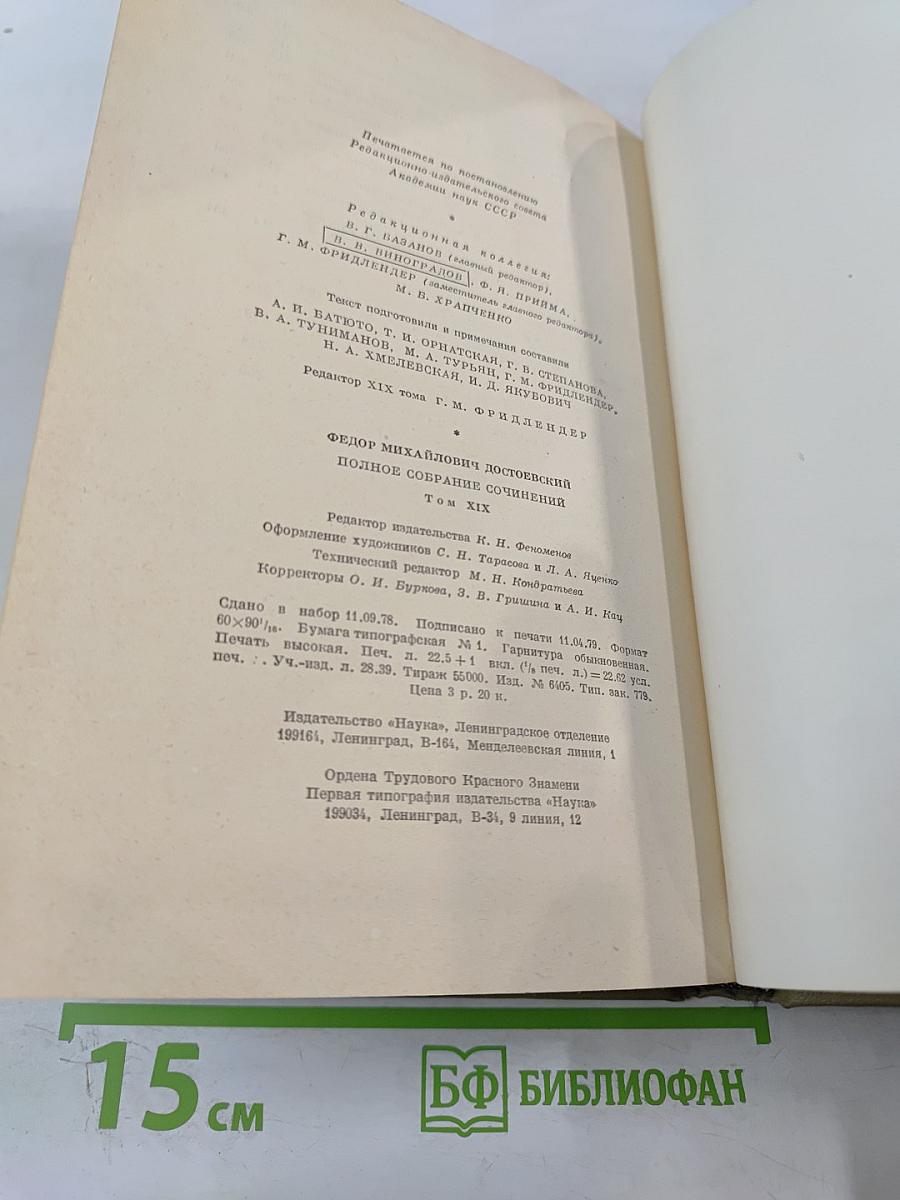 Печатается по постановлению
Редакционно-издательского совета
Академии наук СССР
*
Редакционная коллегия:
В. Г. БАЗАНОВ (главный редактор),
В. В. ВИНОГРАДОВ, Ф. Я. ПРИЙМА,
Г. М. ФРИДЛЕНДЕР (заместитель главного редактора),
М. Б. ХРАПЧЕНКО
Текст подготовили и примечания составили
А. И. БАТЮТО, Т. И. ОРНАТСКАЯ, Г. В. СТЕПАНОВА,
В. А. ТУНИМАНОВ, М. А. ТУРЬЯН, Г. М. ФРИДЛЕНДЕР,
Н. А. ХМЕЛЕВСКАЯ, И. Д. ЯКУБОВИЧ
Редактор XIX тома Г. М. ФРИДЛЕНДЕР
*
ФЕДОР МИХАЙЛОВИЧ ДОСТОЕВСКИЙ
ПОЛНОЕ СОБРАНИЕ СОЧИНЕНИЙ
Том XIX
Редактор издательства К. Н. Феноменов
Оформление художников С. Н. Тарасова и Л. А. Яценко
Технический редактор М. Н. Кондратьева
Корректоры О. И. Буркова, З. В. Гришина и А. И. Кац
Сдано в набор 11.09.78. Подписано к печати 11.04.79. Формат
60×90¹/₁₆. Бумага типографская № 1. Гарнитура обыкновенная.
Печать высокая. Печ. л. 22.5+1 вкл. (¹/₈ печ. л.)=22.62 усл.
печ. л. Уч.-изд. л. 28.39. Тираж 55000. Изд. № 6405. Тип. зак. 779.
Цена 3 р. 20 к.
Издательство «Наука», Ленинградское отделение
199164, Ленинград, В-164, Менделеевская линия, 1
Ордена Трудового Красного Знамени
Первая типография издательства «Наука»
199034, Ленинград, В-34, 9 линия, 12
15 см
БФ БИБЛИОФАН